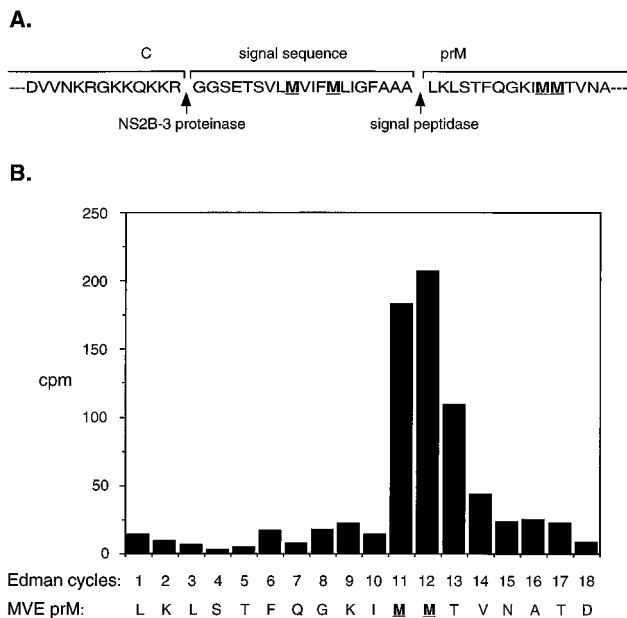 A.
C signal sequence prM
---DVVNKRGKKQKKR GGSETSVLMVIFMLIGFAAA LKLSTFQGKIMMTVNA---
NS2B-3 proteinase signal peptidase
B.
250
200
150
cpm
100
50
0
Edman cycles: 1 2 3 4 5 6 7 8 9 10 11 12 13 14 15 16 17 18
MVE prM: L K L S T F Q G K I M M T V N A T D